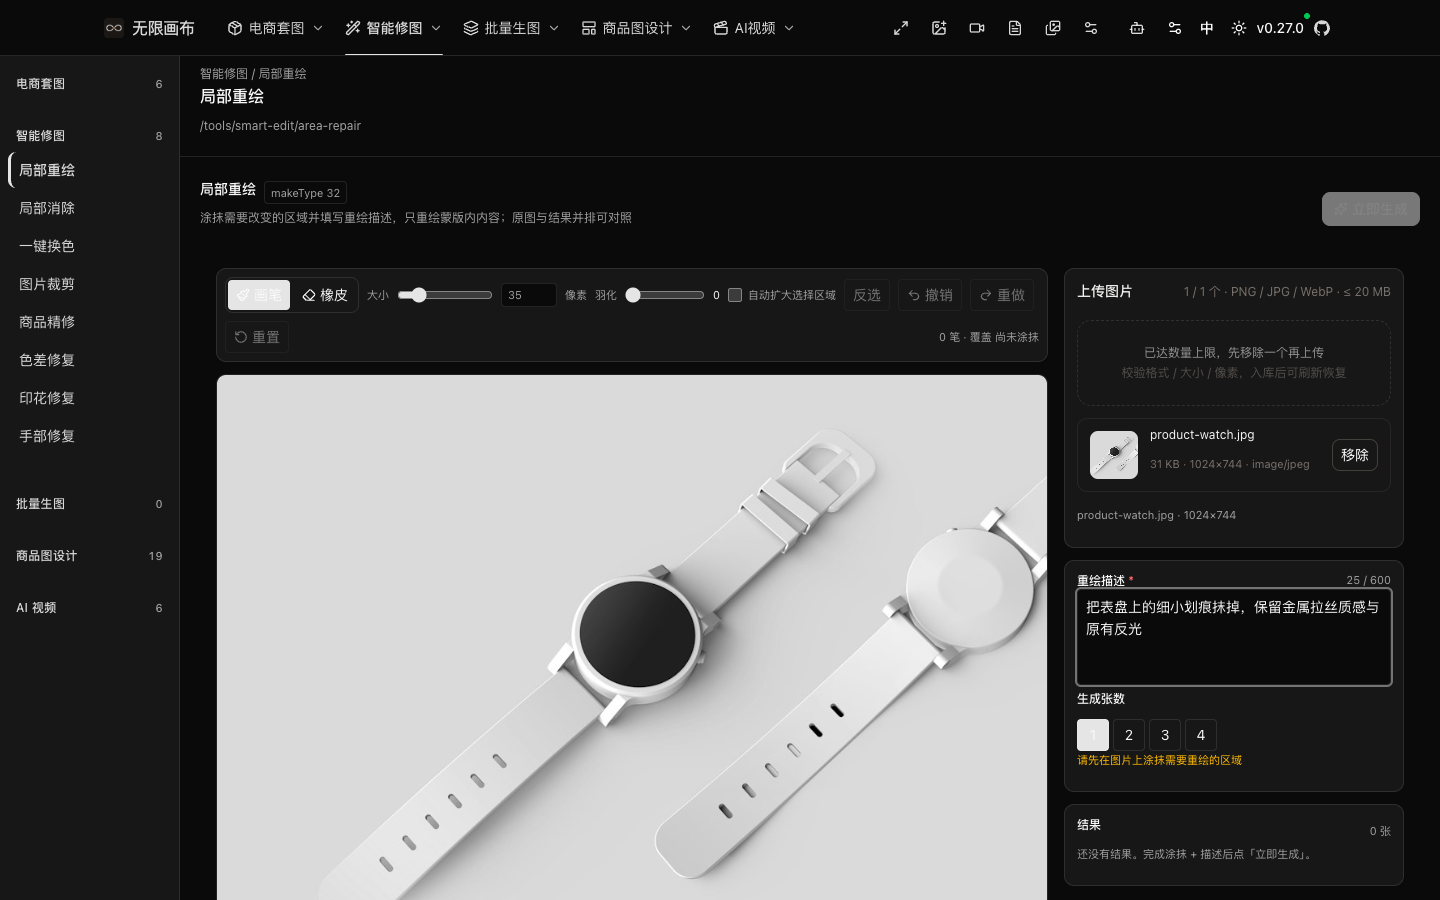 无限画布
电商套图
智能修图
批量生图
商品图设计
AI视频
中
v0.27.0
电商套图 6
智能修图 8
局部重绘
局部消除
一键换色
图片裁剪
商品精修
色差修复
印花修复
手部修复
批量生图 0
商品图设计 19
AI 视频 6
智能修图 / 局部重绘
局部重绘
/tools/smart-edit/area-repair
局部重绘 makeType 32
涂抹需要改变的区域并填写重绘描述，只重绘蒙版内内容；原图与结果并排可对照
立即生成
画笔 橡皮 大小 35 像素 羽化 0 自动扩大选择区域 反选 撤销 重做
重置 0 笔 · 覆盖 尚未涂抹
上传图片 1 / 1 个 · PNG / JPG / WebP · ≤ 20 MB
已达数量上限，先移除一个再上传
校验格式 / 大小 / 像素，入库后可刷新恢复
product-watch.jpg
31 KB · 1024×744 · image/jpeg
移除
product-watch.jpg · 1024×744
重绘描述 * 25 / 600
把表盘上的细小划痕抹掉，保留金属拉丝质感与
原有反光
生成张数
1 2 3 4
请先在图片上涂抹需要重绘的区域
结果 0 张
还没有结果。完成涂抹 + 描述后点「立即生成」。